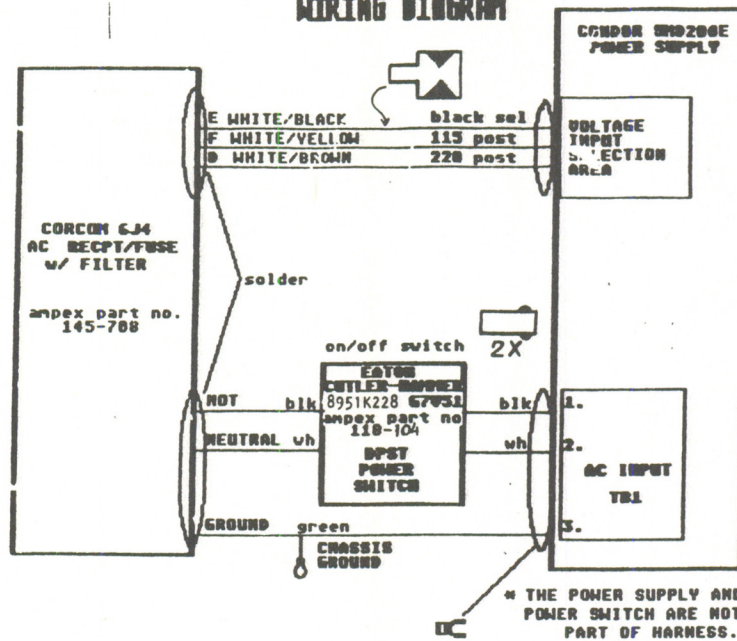 WIRING DIAGRAM
CONDOR
POWER SUPPLY
E WHITE/BLACK black sel
F WHITE/YELLOW 115 post
D WHITE/BROWN 220 post
VOLTAGE
INPUT
AREA
CORCOM 6J4
AC RECPT/FUSE
w/ FILTER
ampex part no.
145-708
solder
2X
on/off switch
EATON
CUTLER-HAMMER
8951K228
ampex part no
110-104
DPST
POWER
SWITCH
HOT blk
blk 1.
NEUTRAL wh
wh 2.
AC INPUT
TB1
GROUND green
3.
CHASSIS
GROUND
* THE POWER SUPPLY AND
POWER SWITCH ARE NOT
PART OF HARNESS.